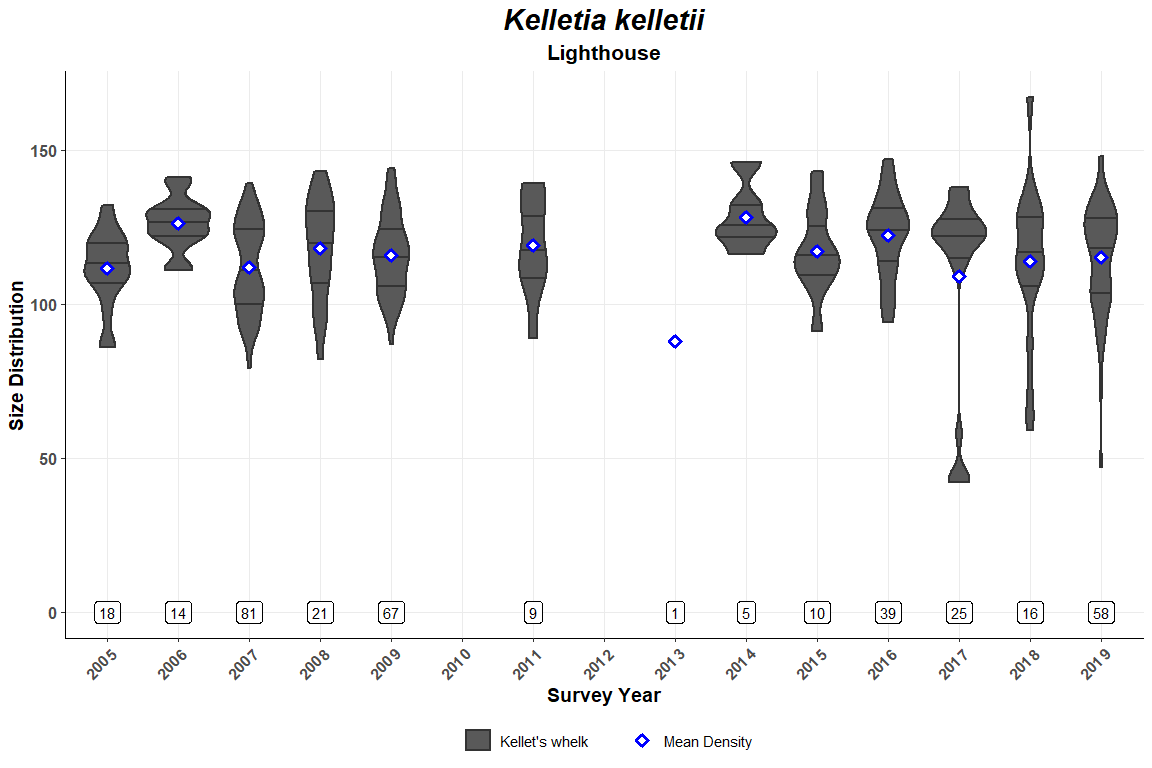 Kelletia kelletii
Lighthouse
Size Distribution
150
100
50
0
18 14 81 21 67 9 1 5 10 39 25 16 58
2005 2006 2007 2008 2009 2010 2011 2012 2013 2014 2015 2016 2017 2018 2019
Survey Year
Kellet's whelk Mean Density